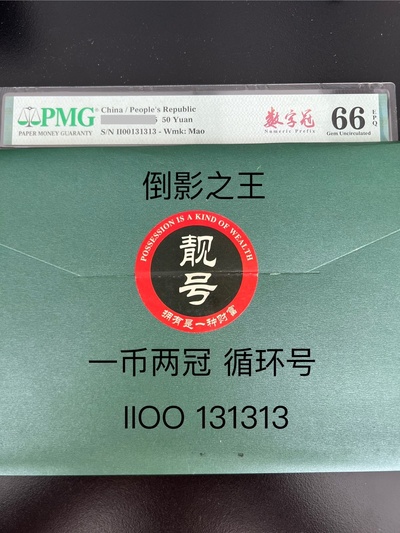 PMG
PAPER MONEY GUARANTY
China / People's Republic
50 Yuan
S/N II00131313 - Wmk: Mao
数字冠
Numeric Prefix
66 EPQ
Gem Uncirculated
倒影之王
POSSESSION IS A KIND OF WEALTH
靓号
拥有是一种财富
一币两冠 循环号
IIOO 131313